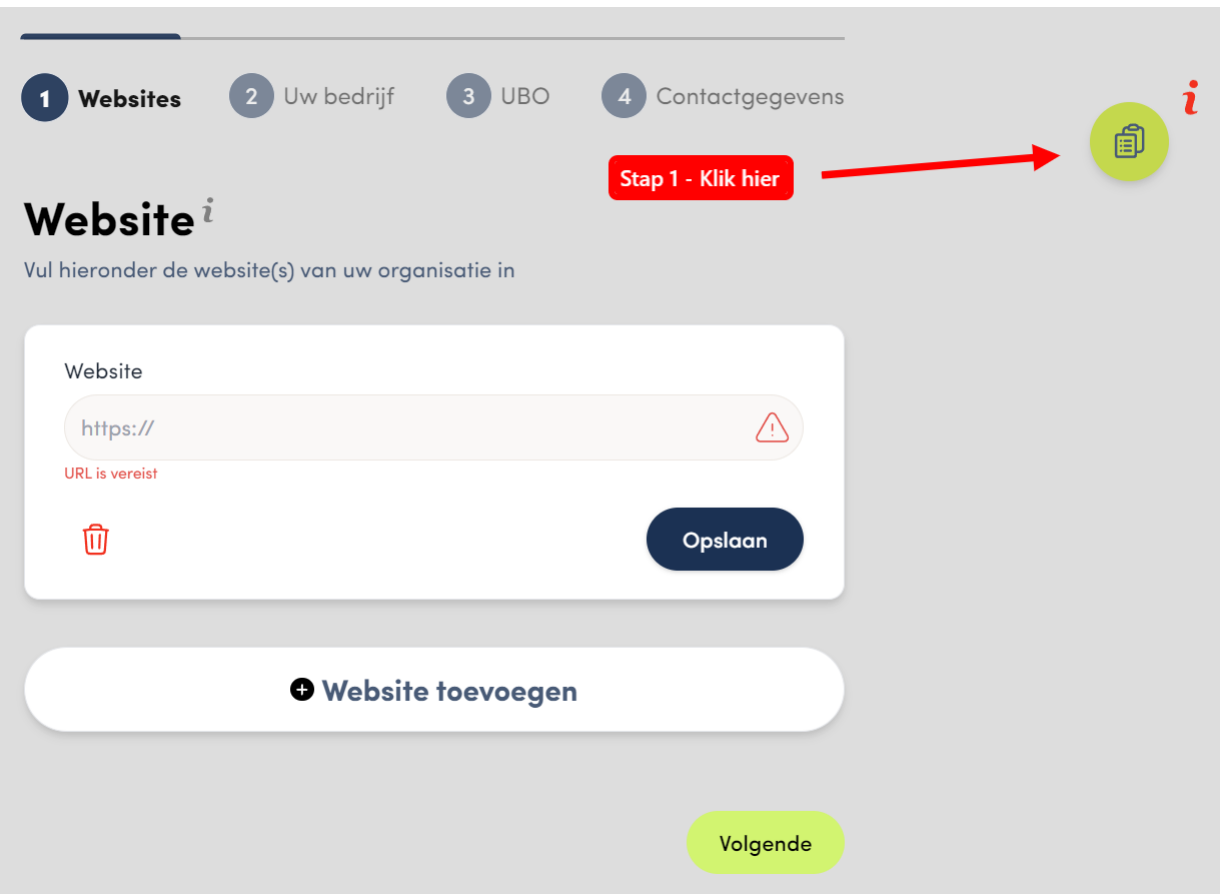 1 Websites 2 Uw bedrijf 3 UBO 4 Contactgegevens
i
Stap 1 - Klik hier
Website i
Vul hieronder de website(s) van uw organisatie in
Website
https://
URL is vereist
Opslaan
Website toevoegen
Volgende